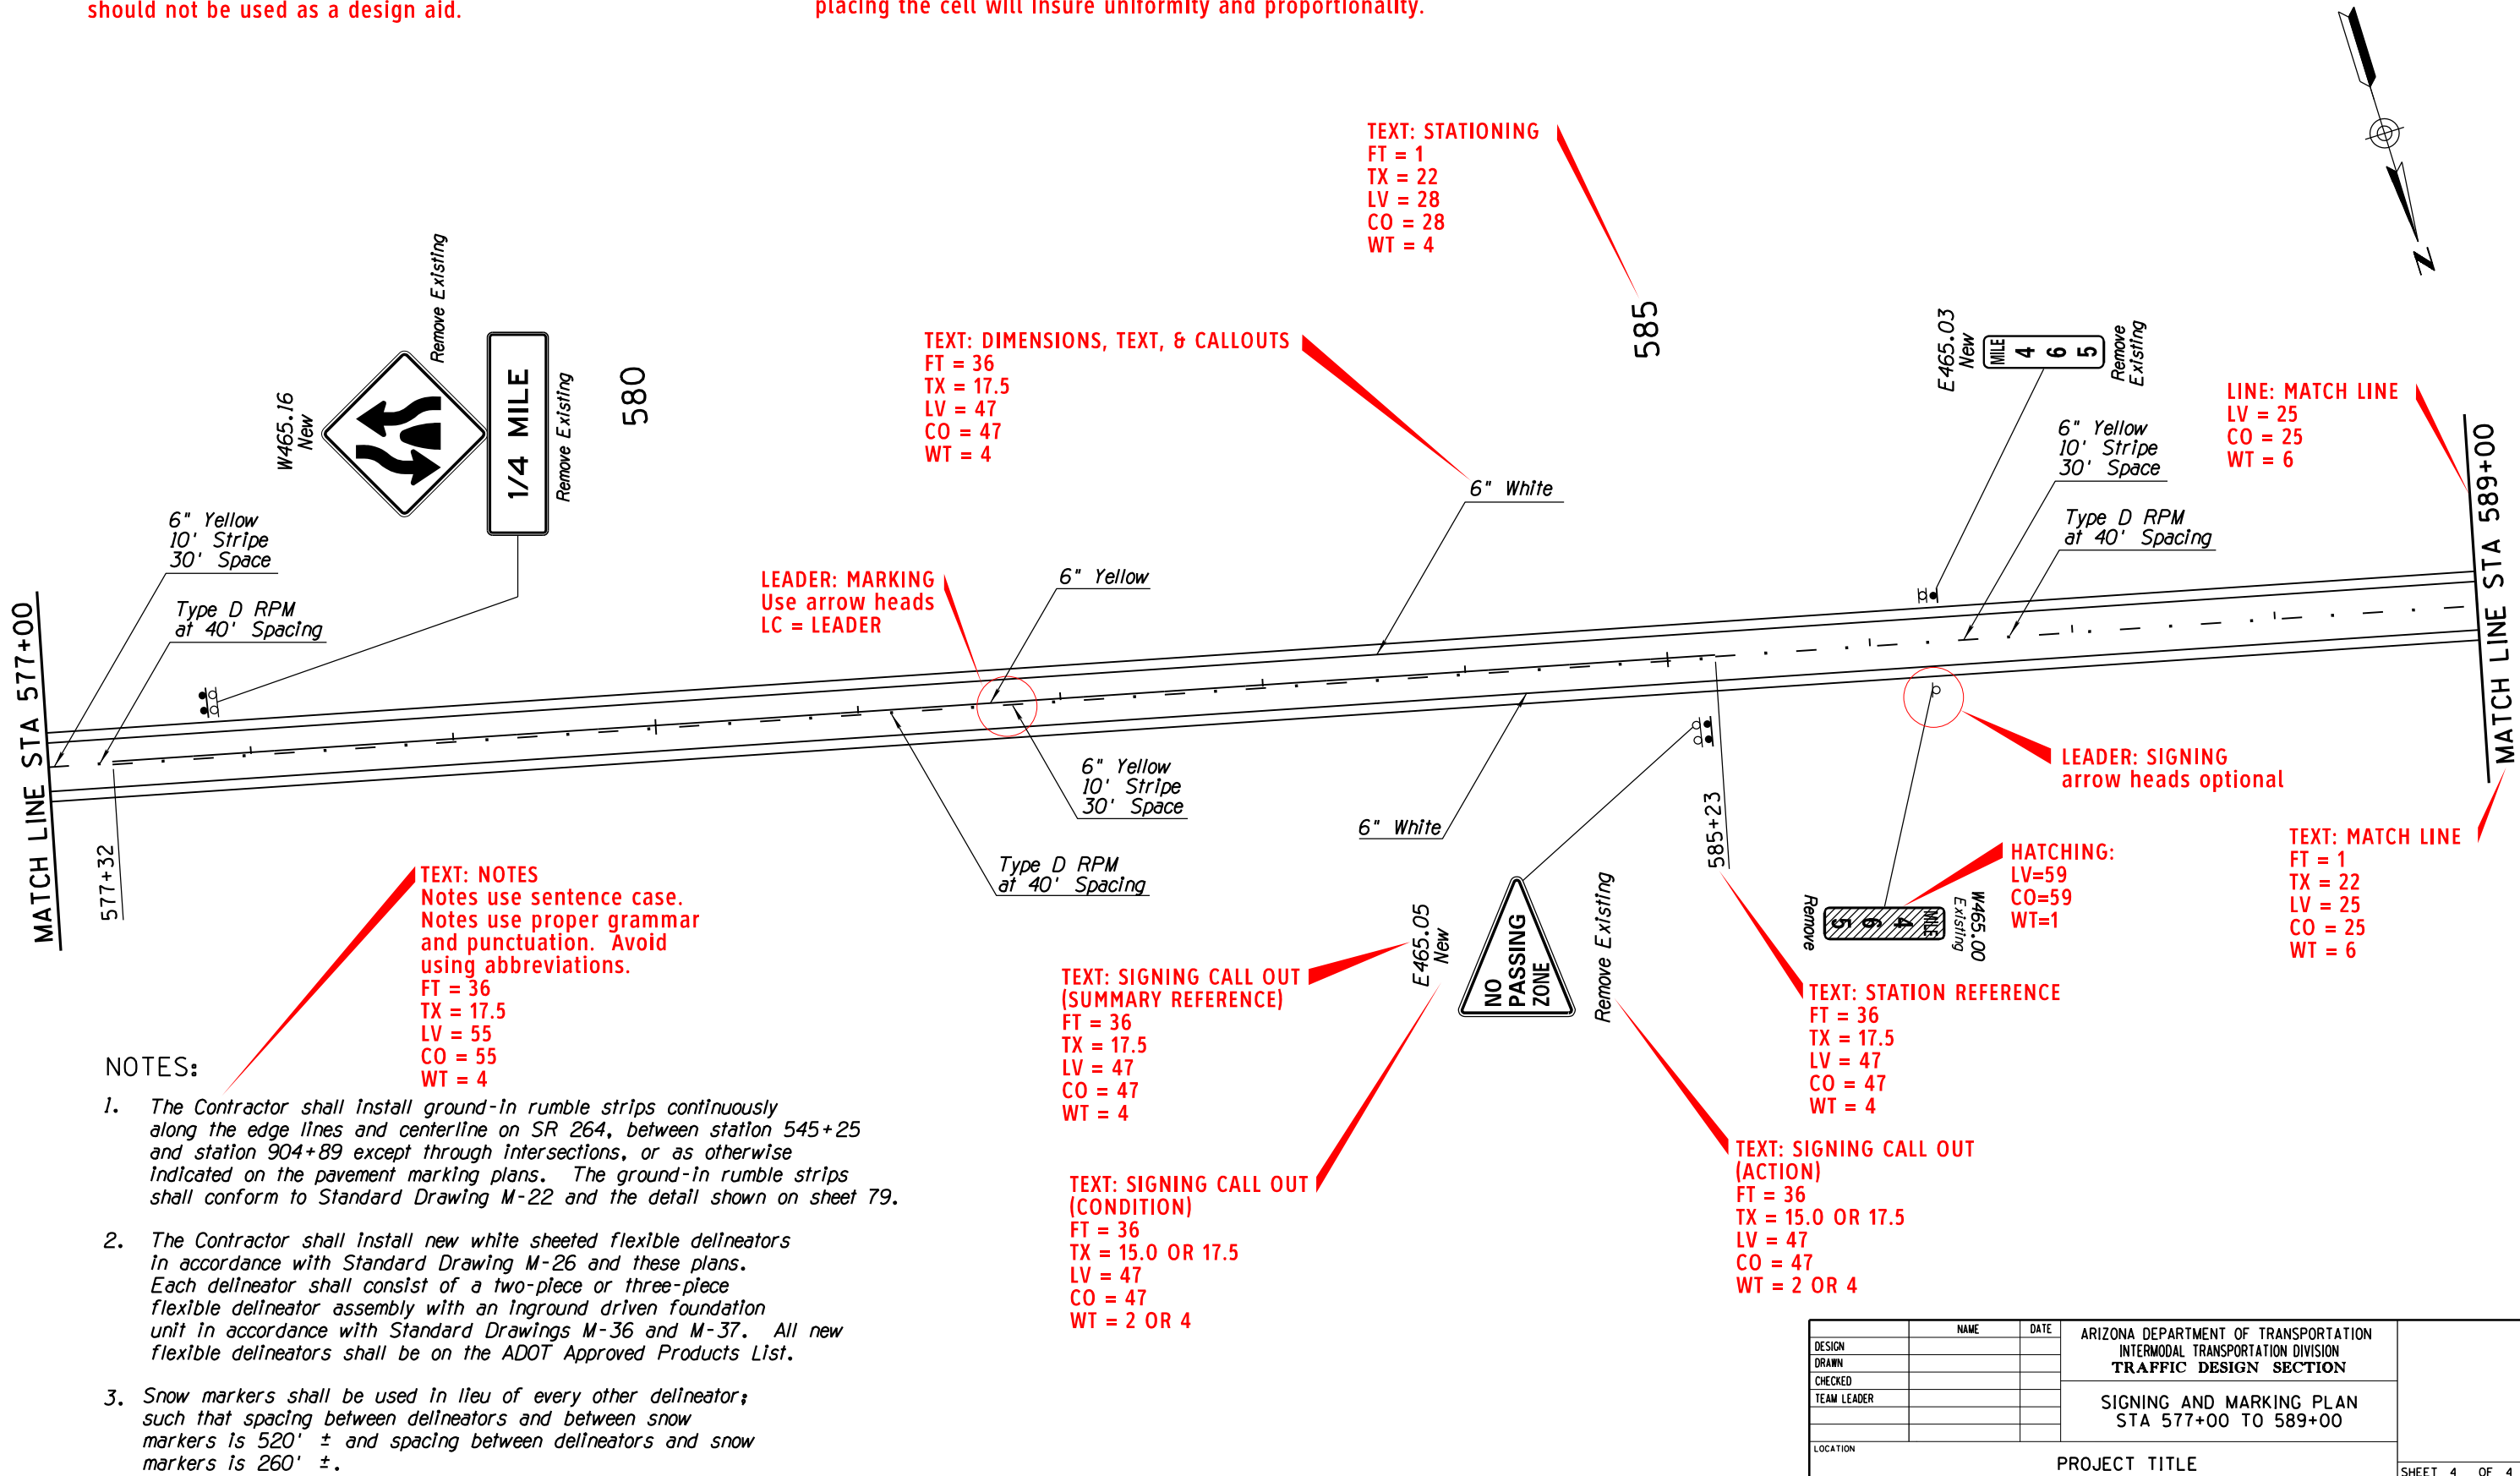 should not be used as a design aid.
placing the cell will insure uniformity and proportionality.
TEXT: STATIONING
FT = 1
TX = 22
LV = 28
CO = 28
WT = 4
N
W465.16
New
Remove Existing
1/4 MILE
Remove Existing
580
TEXT: DIMENSIONS, TEXT, & CALLOUTS
FT = 36
TX = 17.5
LV = 47
CO = 47
WT = 4
585
E465.03
New
MILE
4
6
5
Remove
Existing
LINE: MATCH LINE
LV = 25
CO = 25
WT = 6
6" Yellow
10' Stripe
30' Space
Type D RPM
at 40' Spacing
6" White
6" Yellow
10' Stripe
30' Space
Type D RPM
at 40' Spacing
LEADER: MARKING
Use arrow heads
LC = LEADER
6" Yellow
MATCH LINE STA 577+00
MATCH LINE STA 589+00
577+32
6" Yellow
10' Stripe
30' Space
Type D RPM
at 40' Spacing
6" White
585+23
LEADER: SIGNING
arrow heads optional
HATCHING:
LV=59
CO=59
WT=1
TEXT: MATCH LINE
FT = 1
TX = 22
LV = 25
CO = 25
WT = 6
Remove
MILE
4
6
5
W465.00
Existing
TEXT: NOTES
Notes use sentence case.
Notes use proper grammar
and punctuation.  Avoid
using abbreviations.
FT = 36
TX = 17.5
LV = 55
CO = 55
WT = 4
E465.05
New
NO
PASSING
ZONE
Remove Existing
TEXT: SIGNING CALL OUT
(SUMMARY REFERENCE)
FT = 36
TX = 17.5
LV = 47
CO = 47
WT = 4
TEXT: STATION REFERENCE
FT = 36
TX = 17.5
LV = 47
CO = 47
WT = 4
TEXT: SIGNING CALL OUT
(CONDITION)
FT = 36
TX = 15.0 OR 17.5
LV = 47
CO = 47
WT = 2 OR 4
TEXT: SIGNING CALL OUT
(ACTION)
FT = 36
TX = 15.0 OR 17.5
LV = 47
CO = 47
WT = 2 OR 4
NOTES:
1. The Contractor shall install ground-in rumble strips continuously
along the edge lines and centerline on SR 264, between station 545+25
and station 904+89 except through intersections, or as otherwise
indicated on the pavement marking plans.  The ground-in rumble strips
shall conform to Standard Drawing M-22 and the detail shown on sheet 79.
2. The Contractor shall install new white sheeted flexible delineators
in accordance with Standard Drawing M-26 and these plans.
Each delineator shall consist of a two-piece or three-piece
flexible delineator assembly with an inground driven foundation
unit in accordance with Standard Drawings M-36 and M-37.  All new
flexible delineators shall be on the ADOT Approved Products List.
3. Snow markers shall be used in lieu of every other delineator;
such that spacing between delineators and between snow
markers is 520' ± and spacing between delineators and snow
markers is 260' ±.
NAME DATE
DESIGN
DRAWN
CHECKED
TEAM LEADER
ARIZONA DEPARTMENT OF TRANSPORTATION
INTERMODAL TRANSPORTATION DIVISION
TRAFFIC DESIGN SECTION
SIGNING AND MARKING PLAN
STA 577+00 TO 589+00
LOCATION
PROJECT TITLE
SHEET 4 OF 4